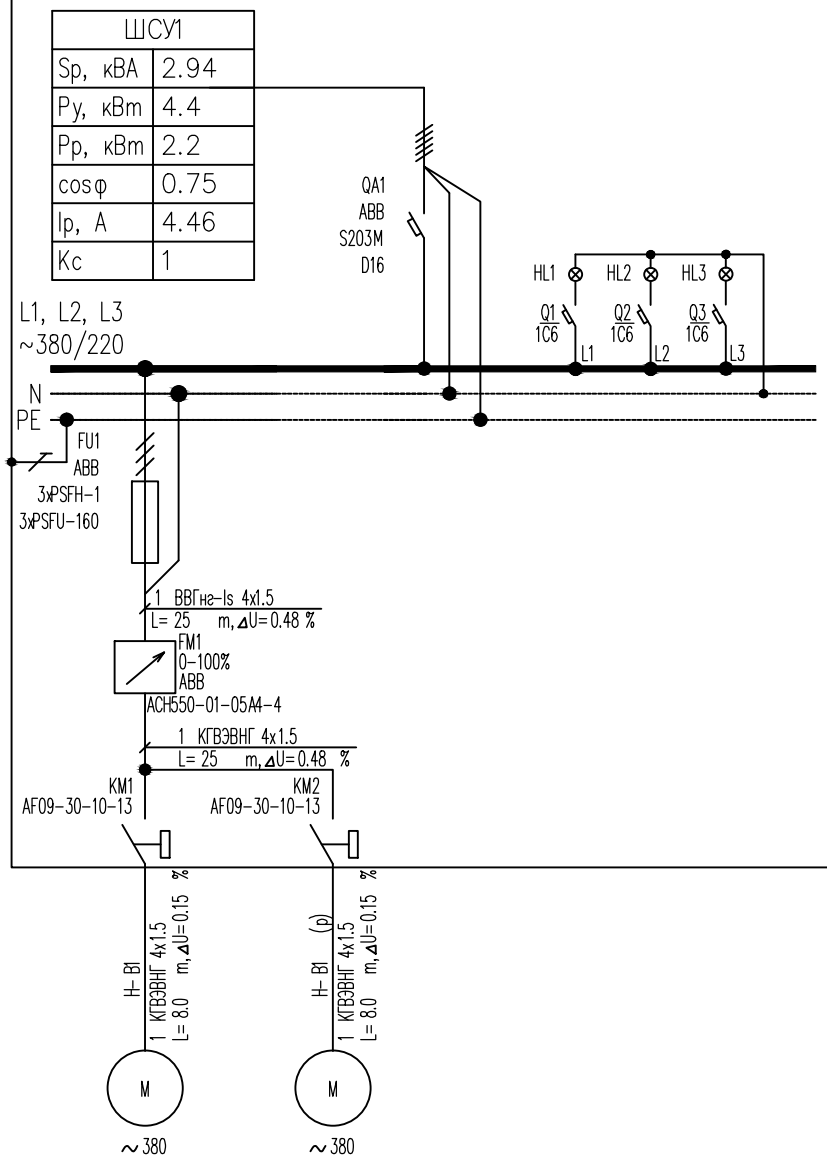 ШСУ1
Sp, кВА 2.94
Py, кВт 4.4
Pp, кВт 2.2
cosφ 0.75
Ip, А 4.46
Кс 1
QA1
ABB
S203M
D16
HL1 HL2 HL3
Q1 Q2 Q3
1C6 1C6 1C6
L1 L2 L3
L1, L2, L3
~380/220
N
PE
FU1
ABB
3xPSFH-1
3xPSFU-160
1 ВВГнг-ls 4x1.5
L= 25 m, ΔU=0.48 %
FM1
0-100%
ABB
ACH550-01-05A4-4
1 КГВЭВНГ 4x1.5
L= 25 m, ΔU=0.48 %
KM1 KM2
AF09-30-10-13 AF09-30-10-13
Н- В1
1 КГВЭВНГ 4x1.5
L= 8.0 m, ΔU=0.15 %
Н- В1 (р)
1 КГВЭВНГ 4x1.5
L= 8.0 m, ΔU=0.15 %
М М
~380 ~380